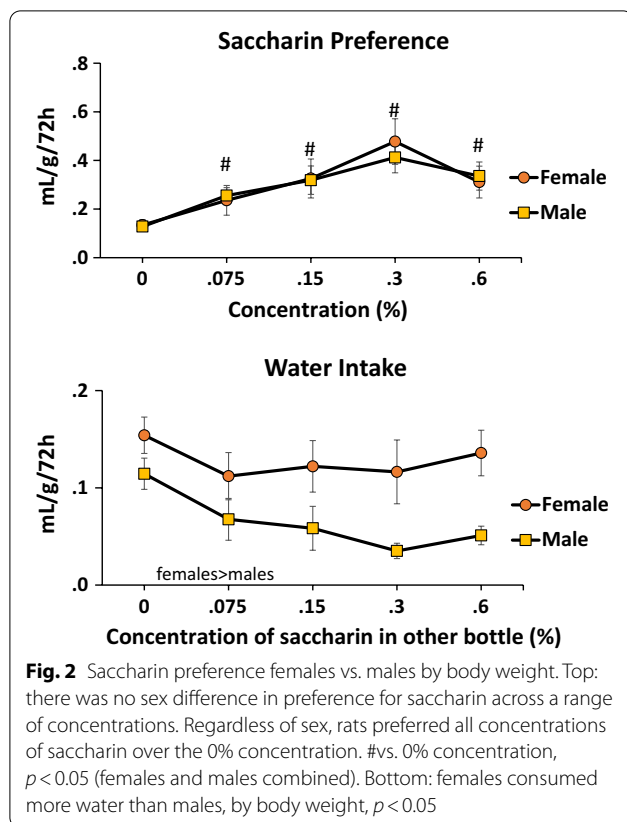 Saccharin Preference
mL/g/72h
.8
.6
.4
.2
.0
# # # #
Female
Male
0 .075 .15 .3 .6
Concentration (%)
Water Intake
mL/g/72h
.2
.1
.0
Female
Male
females>males
0 .075 .15 .3 .6
Concentration of saccharin in other bottle (%)
Fig. 2 Saccharin preference females vs. males by body weight. Top:
there was no sex difference in preference for saccharin across a range
of concentrations. Regardless of sex, rats preferred all concentrations
of saccharin over the 0% concentration. #vs. 0% concentration,
p < 0.05 (females and males combined). Bottom: females consumed
more water than males, by body weight, p < 0.05